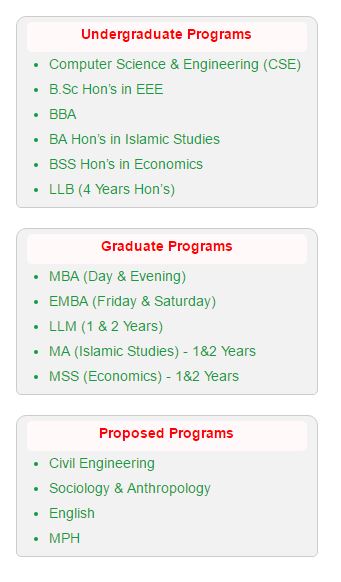 Undergraduate Programs
Computer Science & Engineering (CSE)
B.Sc Hon’s in EEE
BBA
BA Hon’s in Islamic Studies
BSS Hon’s in Economics
LLB (4 Years Hon’s)
Graduate Programs
MBA (Day & Evening)
EMBA (Friday & Saturday)
LLM (1 & 2 Years)
MA (Islamic Studies) - 1&2 Years
MSS (Economics) - 1&2 Years
Proposed Programs
Civil Engineering
Sociology & Anthropology
English
MPH